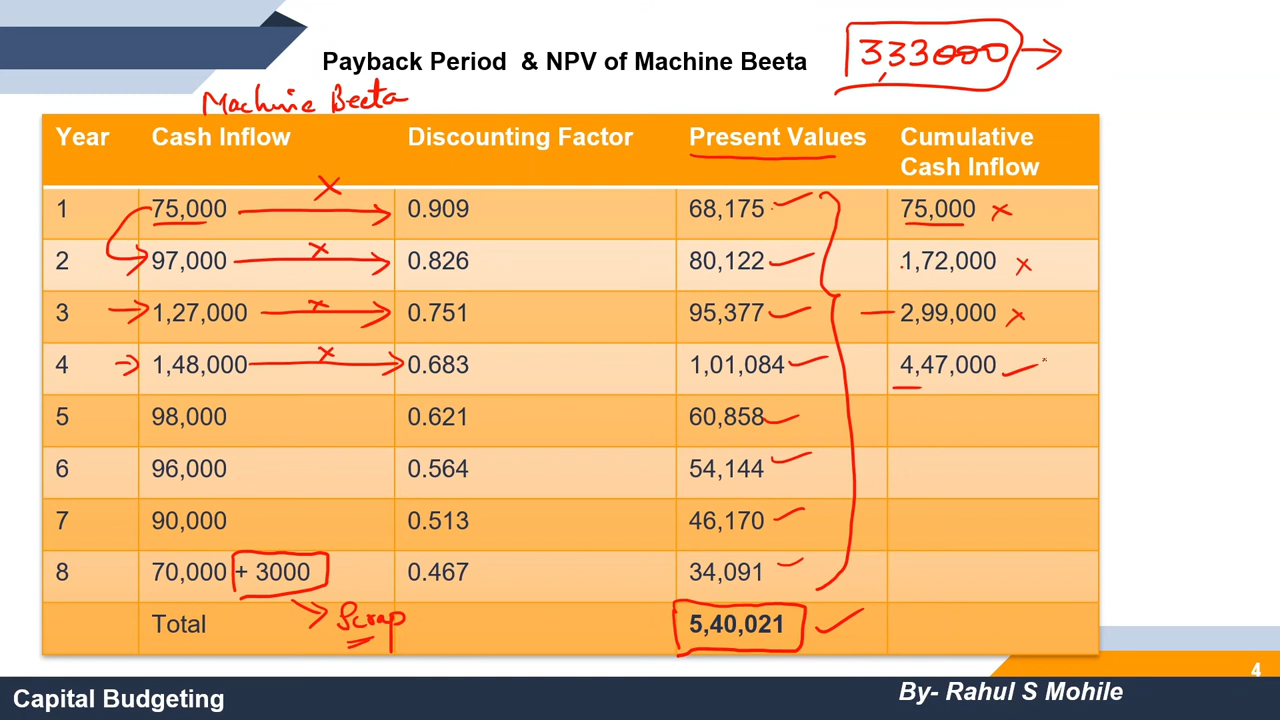 333000
Payback Period & NPV of Machine Beeta
Machine Beeta
Year Cash Inflow Discounting Factor Present Values Cumulative Cash Inflow
1 75,000 0.909 68,175 75,000
2 97,000 0.826 80,122 1,72,000
3 1,27,000 0.751 95,377 2,99,000
4 1,48,000 0.683 1,01,084 4,47,000
5 98,000 0.621 60,858
6 96,000 0.564 54,144
7 90,000 0.513 46,170
8 70,000 + 3000 0.467 34,091
Scrap
Total 5,40,021
4
Capital Budgeting
By- Rahul S Mohile